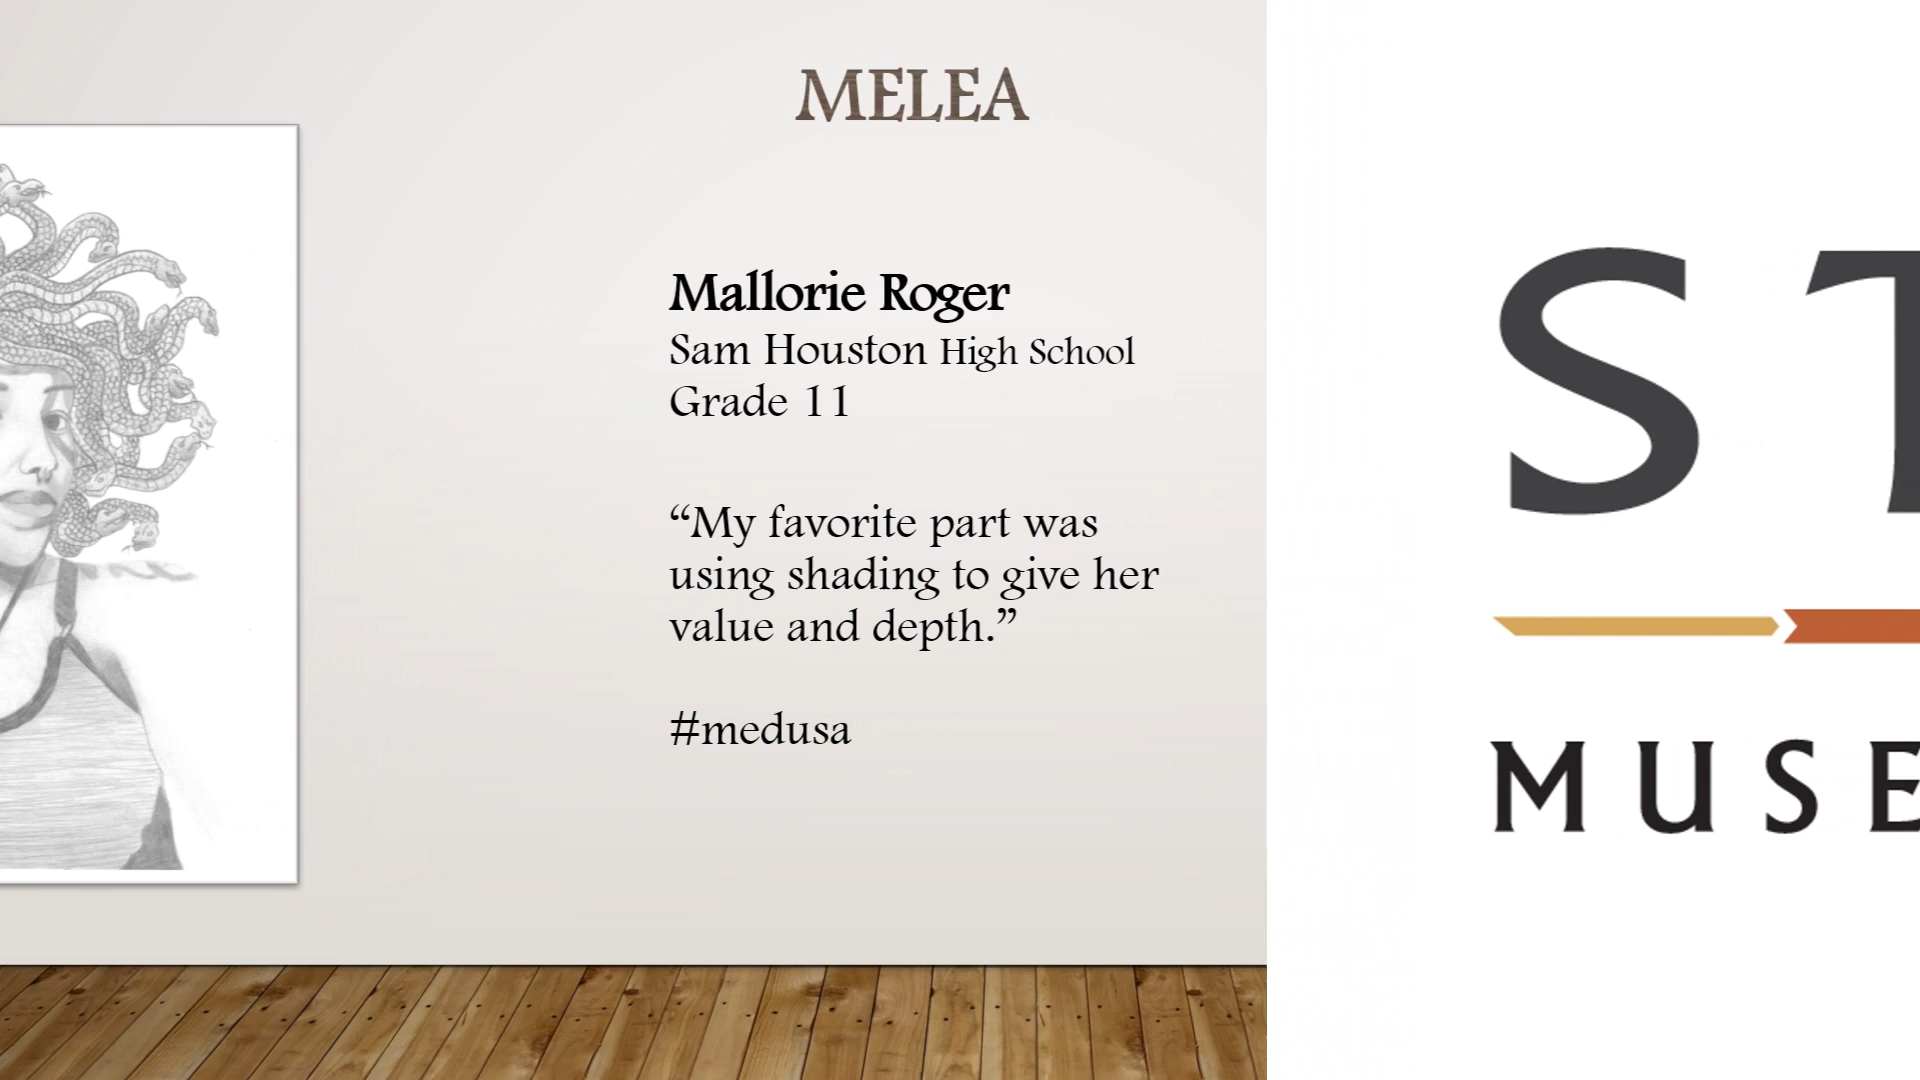 MELEA
Mallorie Roger
Sam Houston High School
Grade 11
“My favorite part was
using shading to give her
value and depth.”
#medusa
ST
MUSE